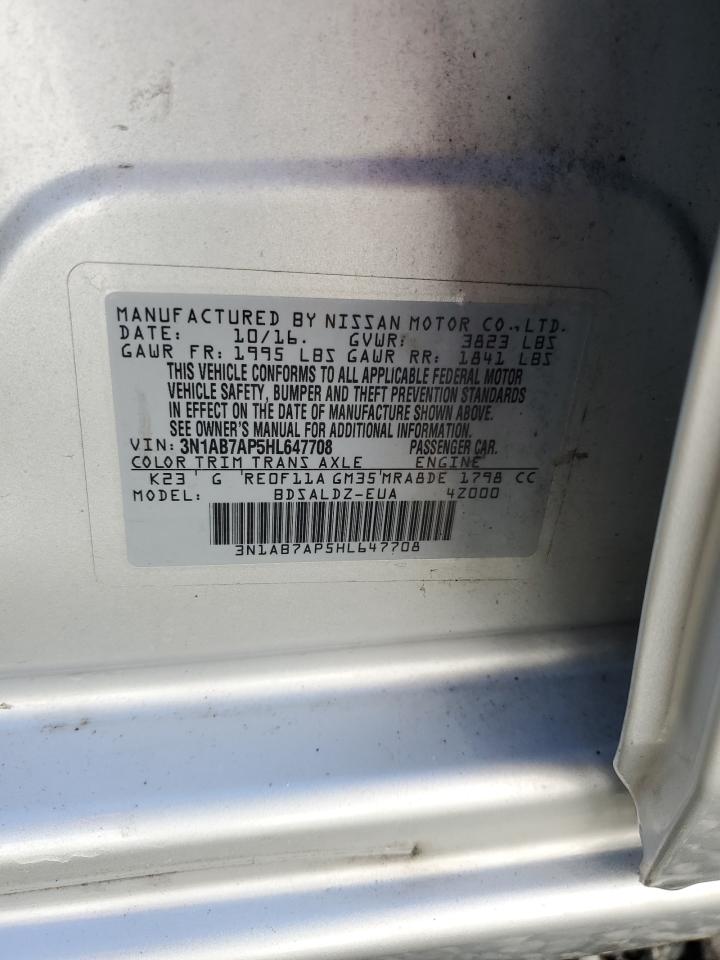 MANUFACTURED BY NISSAN MOTOR CO.,LTD.
DATE: 10/16. GVWR: 3823 LBS
GAWR FR: 1995 LBS GAWR RR: 1841 LBS
THIS VEHICLE CONFORMS TO ALL APPLICABLE FEDERAL MOTOR
VEHICLE SAFETY, BUMPER AND THEFT PREVENTION STANDARDS
IN EFFECT ON THE DATE OF MANUFACTURE SHOWN ABOVE.
SEE OWNER'S MANUAL FOR ADDITIONAL INFORMATION.
VIN: 3N1AB7AP5HL647708 PASSENGER CAR.
COLOR TRIM TRANS AXLE ENGINE
K23 G RE0F11A GM35 MRA8DE 1798 CC
MODEL: BDSALDZ-EUA 4Z000
3N1AB7AP5HL647708